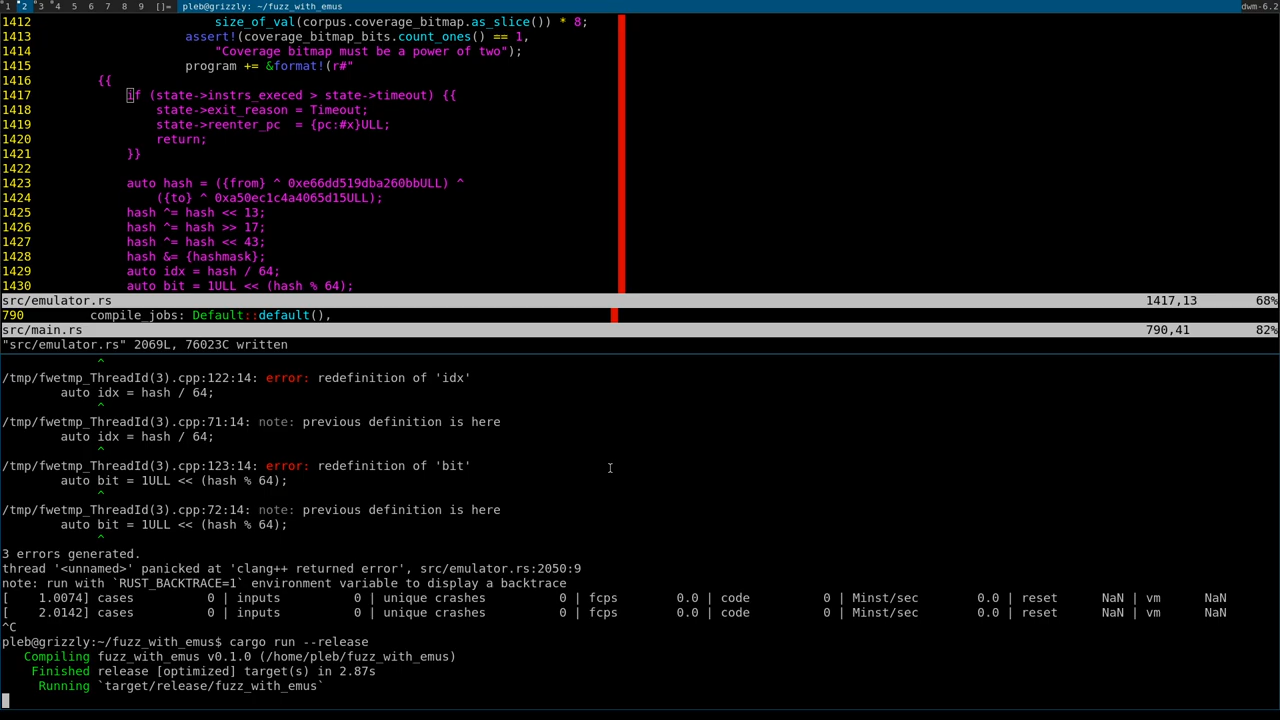 1 2 3 4 5 6 7 8 9 []= pleb@grizzly: ~/fuzz_with_emus dwm-6.2
1412 size_of_val(corpus.coverage_bitmap.as_slice()) * 8;
1413 assert!(coverage_bitmap_bits.count_ones() == 1,
1414 "Coverage bitmap must be a power of two");
1415 program += &format!(r#"
1416 {{
1417 if (state->instrs_execed > state->timeout) {{
1418 state->exit_reason = Timeout;
1419 state->reenter_pc  = {pc:#x}ULL;
1420 return;
1421 }}
1422
1423 auto hash = ({from} ^ 0xe66dd519dba260bbULL) ^
1424 ({to} ^ 0xa50ec1c4a4065d15ULL);
1425 hash ^= hash << 13;
1426 hash ^= hash >> 17;
1427 hash ^= hash << 43;
1428 hash &= {hashmask};
1429 auto idx = hash / 64;
1430 auto bit = 1ULL << (hash % 64);
src/emulator.rs 1417,13 68%
790 compile_jobs: Default::default(),
src/main.rs 790,41 82%
"src/emulator.rs" 2069L, 76023C written
^
/tmp/fwetmp_ThreadId(3).cpp:122:14: error: redefinition of 'idx'
auto idx = hash / 64;
^
/tmp/fwetmp_ThreadId(3).cpp:71:14: note: previous definition is here
auto idx = hash / 64;
^
/tmp/fwetmp_ThreadId(3).cpp:123:14: error: redefinition of 'bit'
auto bit = 1ULL << (hash % 64);
^
/tmp/fwetmp_ThreadId(3).cpp:72:14: note: previous definition is here
auto bit = 1ULL << (hash % 64);
^
3 errors generated.
thread '<unnamed>' panicked at 'clang++ returned error', src/emulator.rs:2050:9
note: run with `RUST_BACKTRACE=1` environment variable to display a backtrace
[    1.0074] cases          0 | inputs          0 | unique crashes          0 | fcps        0.0 | code          0 | Minst/sec        0.0 | reset     NaN | vm     NaN
[    2.0142] cases          0 | inputs          0 | unique crashes          0 | fcps        0.0 | code          0 | Minst/sec        0.0 | reset     NaN | vm     NaN
^C
pleb@grizzly:~/fuzz_with_emus$ cargo run --release
Compiling fuzz_with_emus v0.1.0 (/home/pleb/fuzz_with_emus)
Finished release [optimized] target(s) in 2.87s
Running `target/release/fuzz_with_emus`